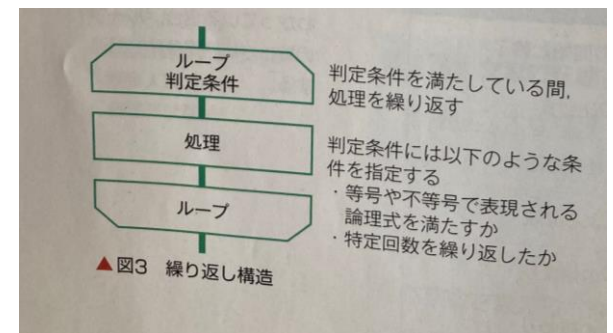 ループ
判定条件
処理
ループ
▲図3 繰り返し構造
判定条件を満たしている間,
処理を繰り返す
判定条件には以下のような条
件を指定する
・等号や不等号で表現される
論理式を満たすか
・特定回数を繰り返したか